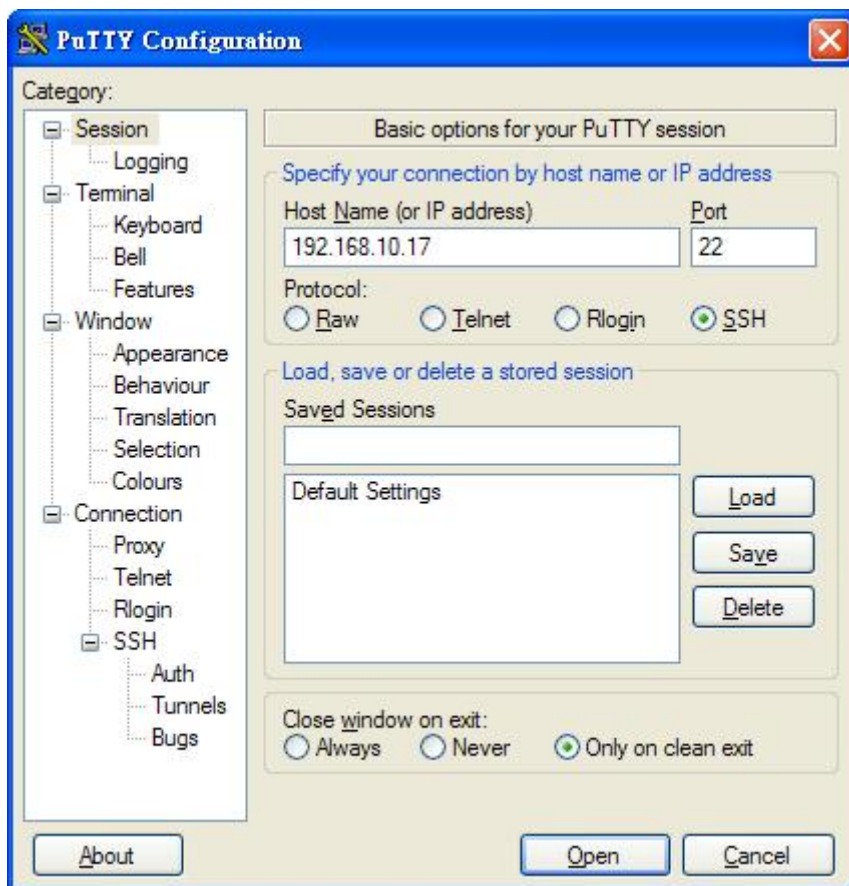 PuTTY Configuration
Category:
Session
Logging
Terminal
Keyboard
Bell
Features
Window
Appearance
Behaviour
Translation
Selection
Colours
Connection
Proxy
Telnet
Rlogin
SSH
Auth
Tunnels
Bugs
Basic options for your PuTTY session
Specify your connection by host name or IP address
Host Name (or IP address) Port
192.168.10.17 22
Protocol:
Raw Telnet Rlogin SSH
Load, save or delete a stored session
Saved Sessions
Default Settings
Load
Save
Delete
Close window on exit:
Always Never Only on clean exit
About Open Cancel